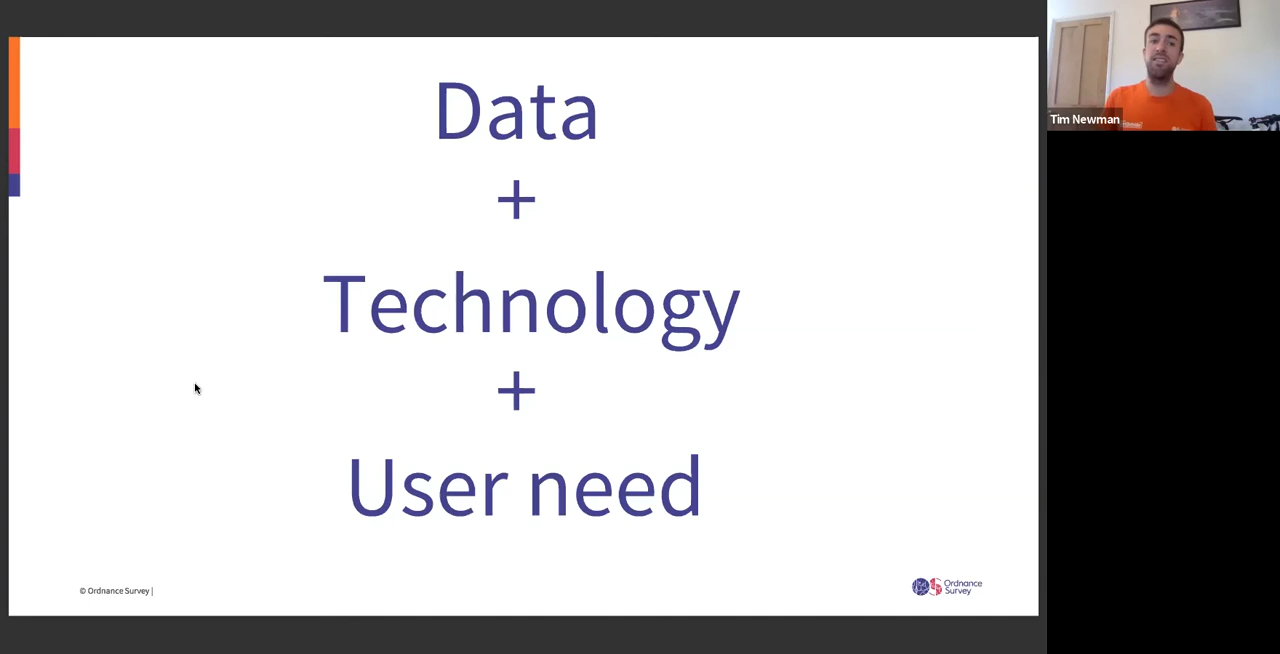 Data
+
Technology
+
User need
© Ordnance Survey |
Ordnance
Survey
Tim Newman